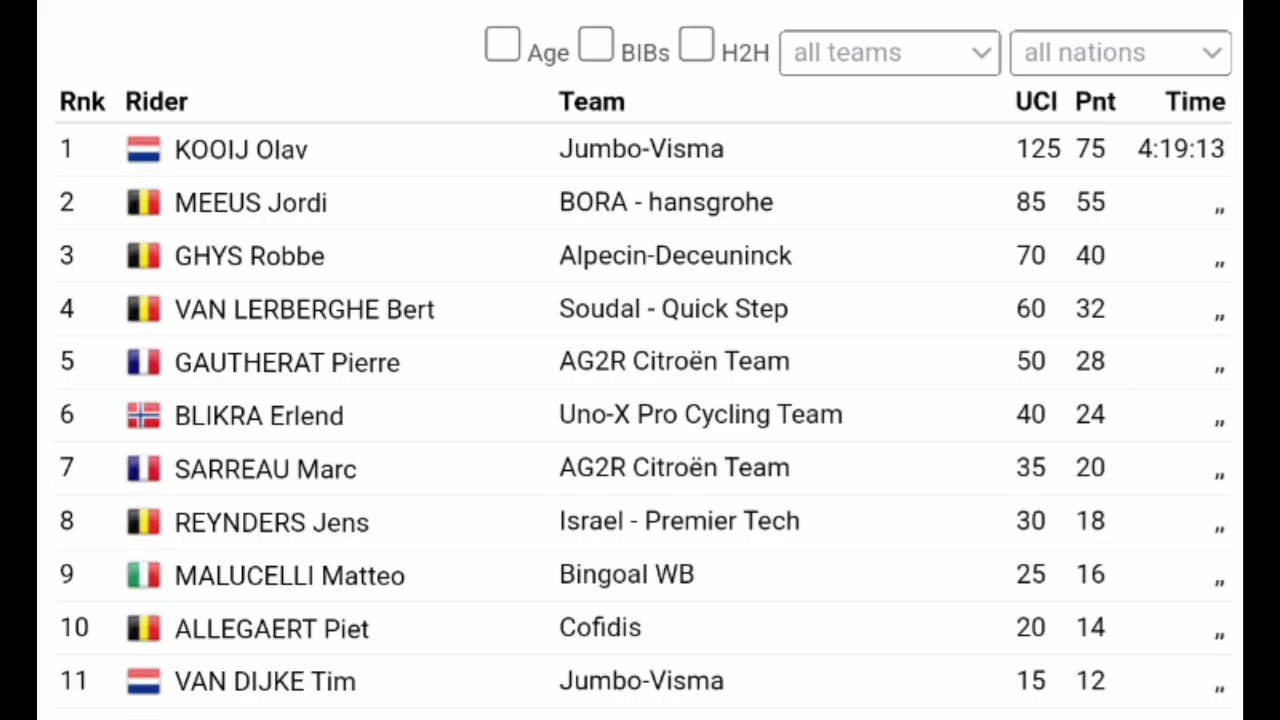 Age BIBs H2H all teams all nations
Rnk Rider Team UCI Pnt Time
1 KOOIJ Olav Jumbo-Visma 125 75 4:19:13
2 MEEUS Jordi BORA - hansgrohe 85 55 ,,
3 GHYS Robbe Alpecin-Deceuninck 70 40 ,,
4 VAN LERBERGHE Bert Soudal - Quick Step 60 32 ,,
5 GAUTHERAT Pierre AG2R Citroën Team 50 28 ,,
6 BLIKRA Erlend Uno-X Pro Cycling Team 40 24 ,,
7 SARREAU Marc AG2R Citroën Team 35 20 ,,
8 REYNDERS Jens Israel - Premier Tech 30 18 ,,
9 MALUCELLI Matteo Bingoal WB 25 16 ,,
10 ALLEGAERT Piet Cofidis 20 14 ,,
11 VAN DIJKE Tim Jumbo-Visma 15 12 ,,